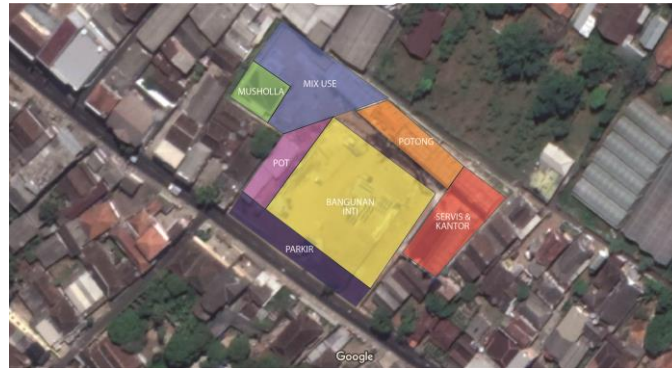 MIX USE
MUSHOLLA
POTONG
POT
BANGUNAN
INTI
SERVIS &
KANTOR
PARKIR
Google